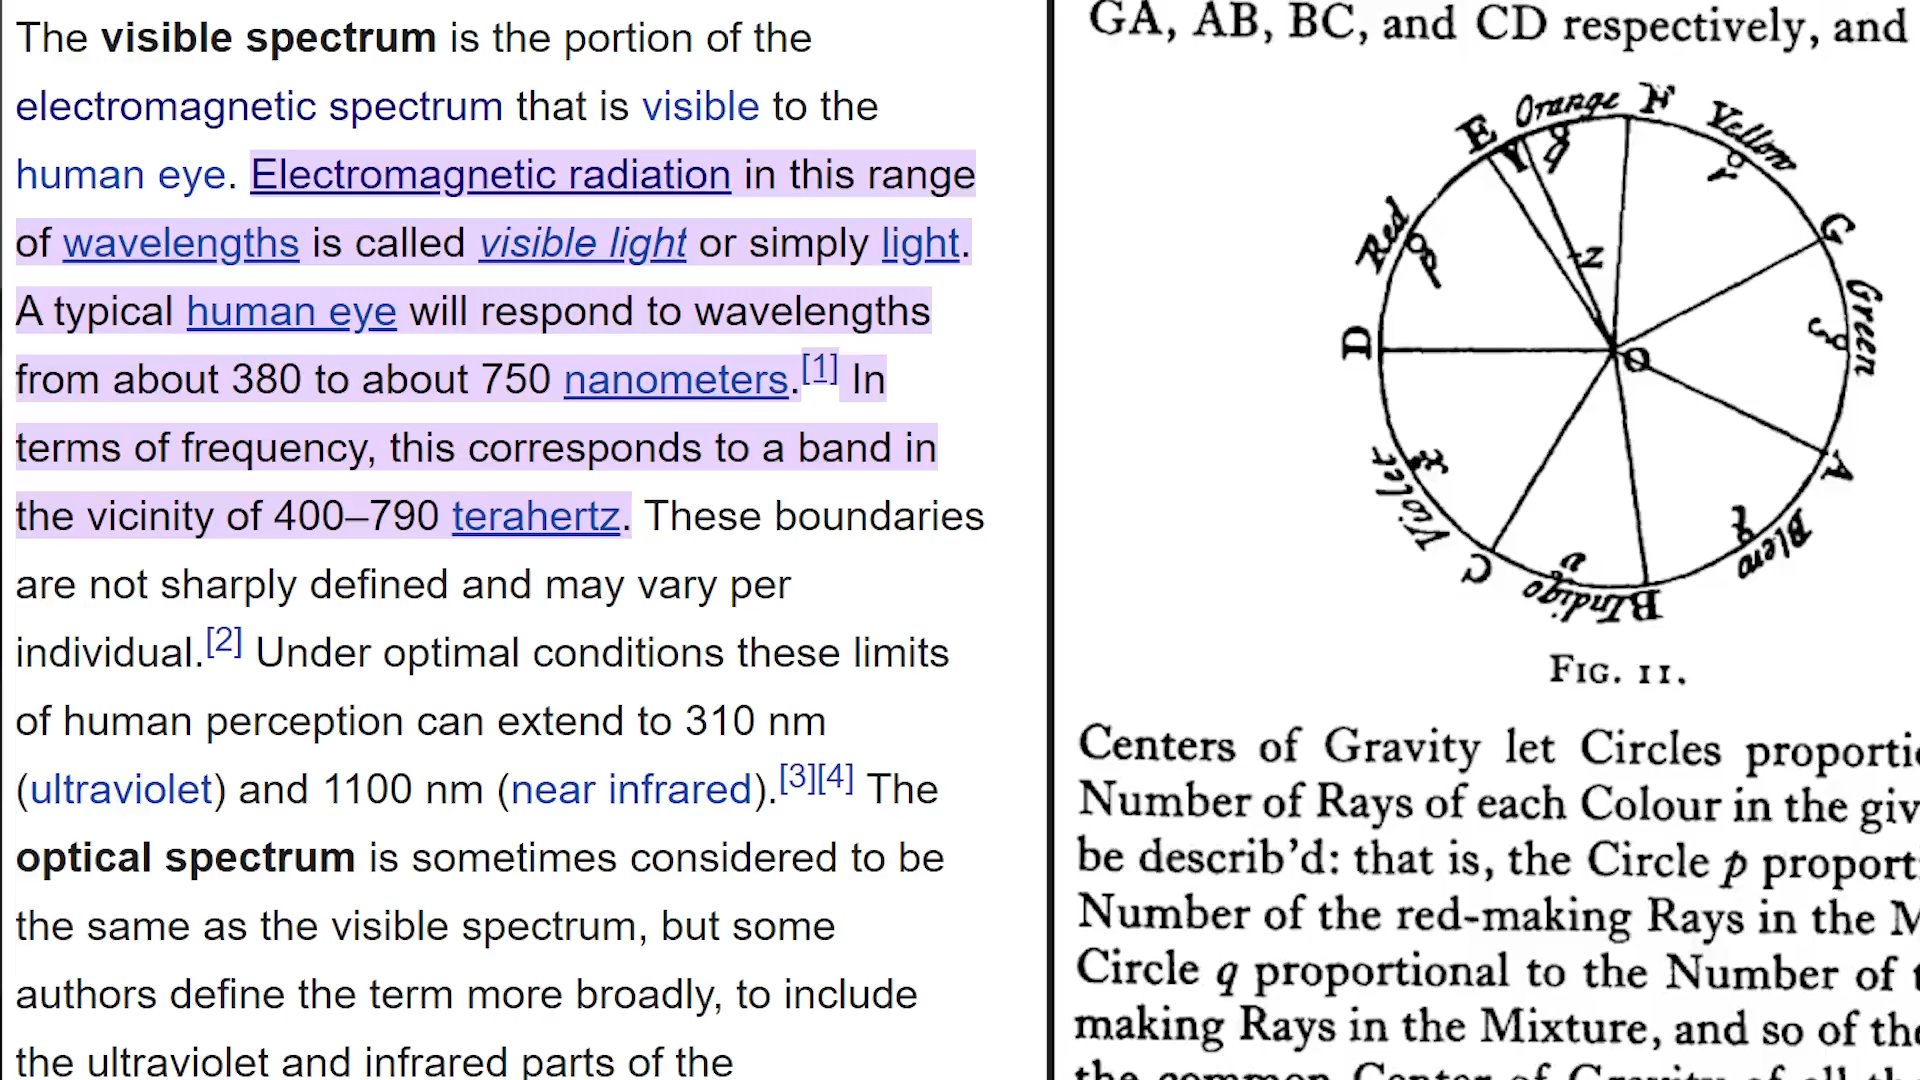 The visible spectrum is the portion of the
electromagnetic spectrum that is visible to the
human eye. Electromagnetic radiation in this range
of wavelengths is called visible light or simply light.
A typical human eye will respond to wavelengths
from about 380 to about 750 nanometers.[1] In
terms of frequency, this corresponds to a band in
the vicinity of 400–790 terahertz. These boundaries
are not sharply defined and may vary per
individual.[2] Under optimal conditions these limits
of human perception can extend to 310 nm
(ultraviolet) and 1100 nm (near infrared).[3][4] The
optical spectrum is sometimes considered to be
the same as the visible spectrum, but some
authors define the term more broadly, to include
the ultraviolet and infrared parts of the
GA, AB, BC, and CD respectively, and
E Orange F Yellow
Y q r
G
Red p
Z
Green
s
D
O
A
x
Violet
t
Blew
C
v
Indigo B
FIG. 11.
Centers of Gravity let Circles proporti
Number of Rays of each Colour in the giv
be describ'd: that is, the Circle p proport
Number of the red-making Rays in the M
Circle q proportional to the Number of t
making Rays in the Mixture, and so of the
the common Center of Gravity of all th